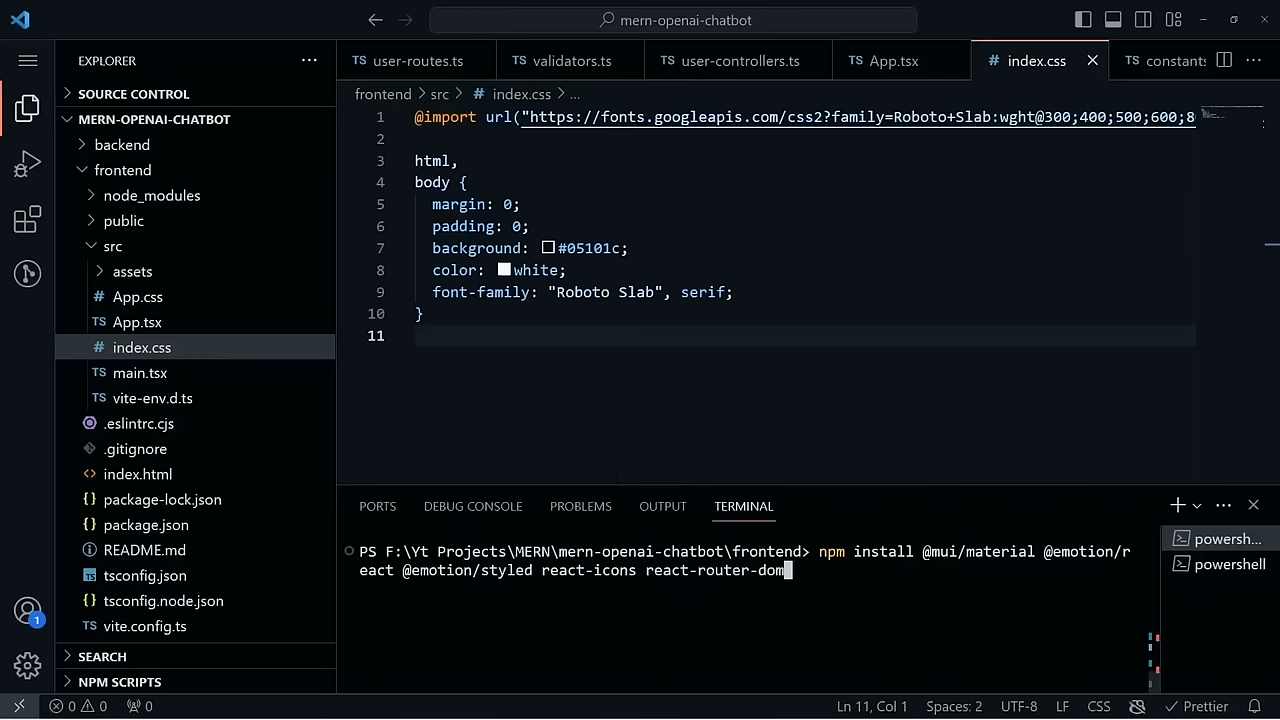 mern-openai-chatbot
EXPLORER
SOURCE CONTROL
MERN-OPENAI-CHATBOT
backend
frontend
node_modules
public
src
assets
# App.css
TS App.tsx
# index.css
TS main.tsx
TS vite-env.d.ts
.eslintrc.cjs
.gitignore
<> index.html
{} package-lock.json
{} package.json
README.md
TS tsconfig.json
{} tsconfig.node.json
TS vite.config.ts
SEARCH
NPM SCRIPTS
1
TS user-routes.ts
TS validators.ts
TS user-controllers.ts
TS App.tsx
# index.css
TS constants
frontend > src > # index.css > ...
1 @import url("https://fonts.googleapis.com/css2?family=Roboto+Slab:wght@300;400;500;600;8
2
3 html,
4 body {
5 margin: 0;
6 padding: 0;
7 background: #05101c;
8 color: white;
9 font-family: "Roboto Slab", serif;
10 }
11
PORTS DEBUG CONSOLE PROBLEMS OUTPUT TERMINAL
PS F:\Yt Projects\MERN\mern-openai-chatbot\frontend> npm install @mui/material @emotion/r
eact @emotion/styled react-icons react-router-dom
powersh...
powershell
0 0 0
Ln 11, Col 1 Spaces: 2 UTF-8 LF CSS Prettier